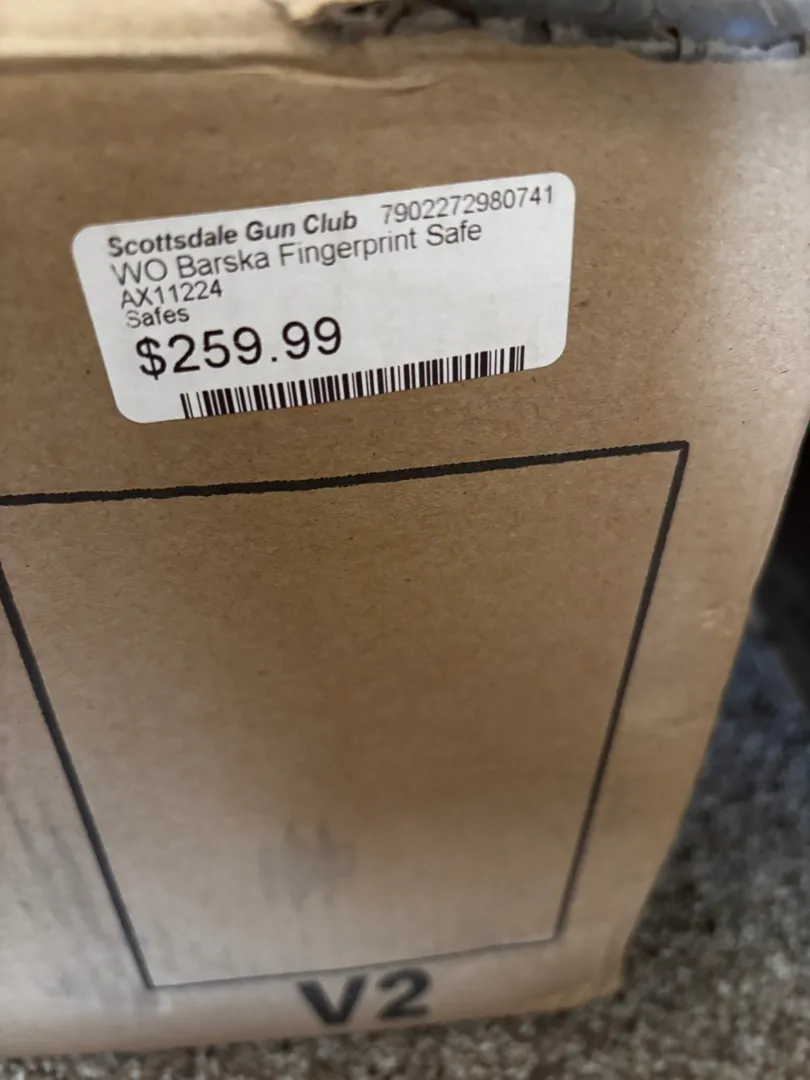 Scottsdale Gun Club 7902272980741
WO Barska Fingerprint Safe
AX11224
Safes
$259.99
V2